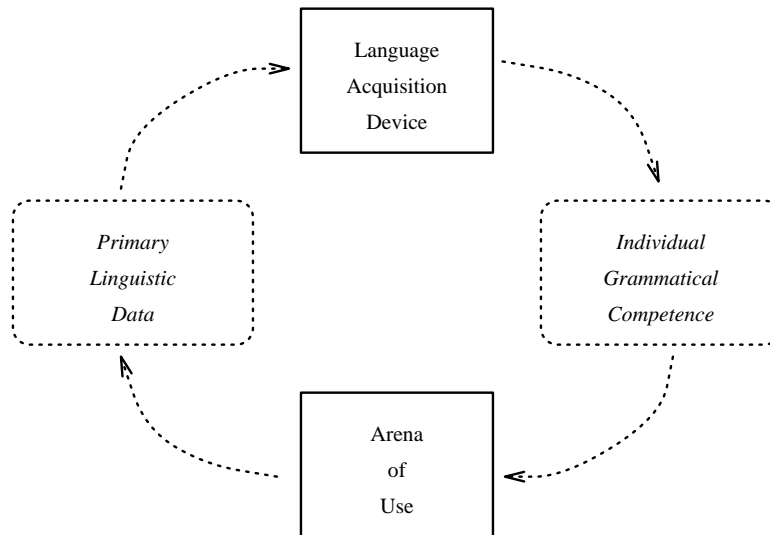 Language
Acquisition
Device
Primary
Linguistic
Data
Individual
Grammatical
Competence
Arena
of
Use